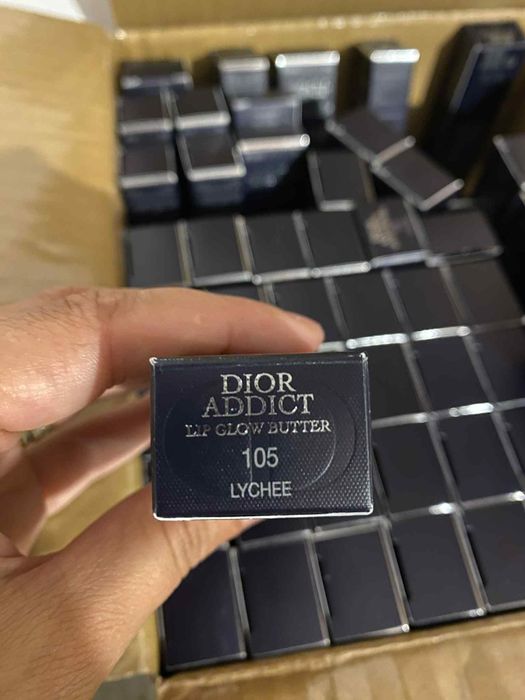 DIOR
ADDICT
LIP GLOW BUTTER
105
LYCHEE